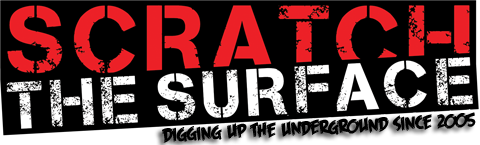 SCRATCH
THE SURFACE
DIGGING UP THE UNDERGROUND SINCE 2005